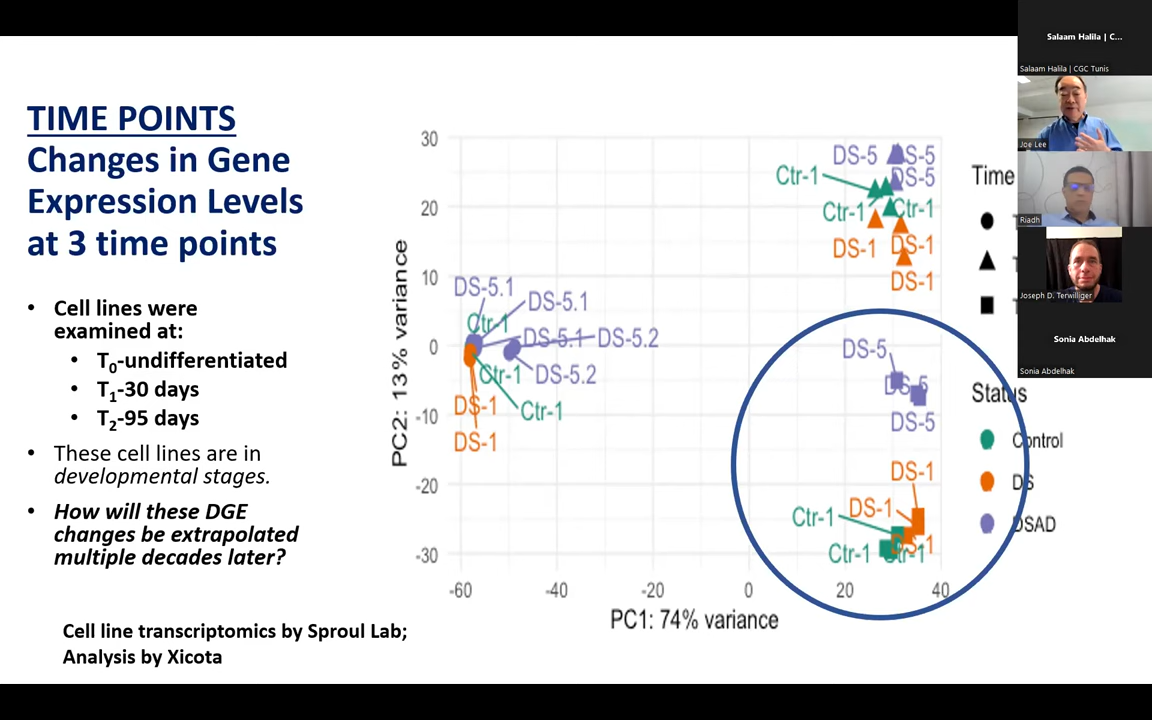 TIME POINTS
Changes in Gene
Expression Levels
at 3 time points
• Cell lines were
examined at:
• T0-undifferentiated
• T1-30 days
• T2-95 days
• These cell lines are in
developmental stages.
• How will these DGE
changes be extrapolated
multiple decades later?
Cell line transcriptomics by Sproul Lab;
Analysis by Xicota
PC2: 13% variance
30
20
10
0
-10
-20
-30
-60
-40
-20
0
20
40
PC1: 74% variance
DS-5
DS-5
Ctr-1
DS-5
Ctr-1
Ctr-1
DS-1
DS-1
DS-1
DS-5.1
DS-5.1
Ctr-1
DS-5.1
DS-5.2
Ctr-1
DS-5.2
Ctr-1
DS-1
DS-1
DS-5
DS-5
DS-5
DS-1
DS-1
Ctr-1
DS-1
Ctr-1
Ctr-1
Time
Status
Control
DS
DSAD
Salaam Halila | C...
Salaam Halila | CGC Tunis
Joe Lee
Riadh
Joseph D. Terwilliger
Sonia Abdelhak
Sonia Abdelhak